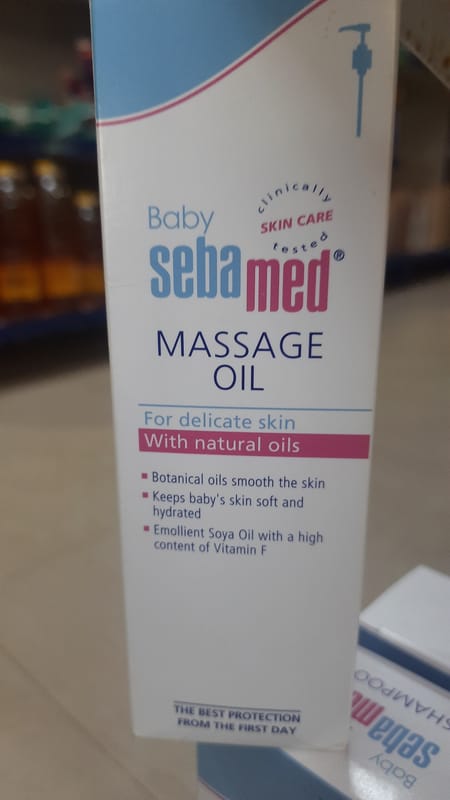 Baby
clinically
SKIN CARE
tested
sebamed®
MASSAGE
OIL
For delicate skin
With natural oils
Botanical oils smooth the skin
Keeps baby's skin soft and
hydrated
Emollient Soya Oil with a high
content of Vitamin F
THE BEST PROTECTION
FROM THE FIRST DAY
SHAMPOO
sebame
Baby